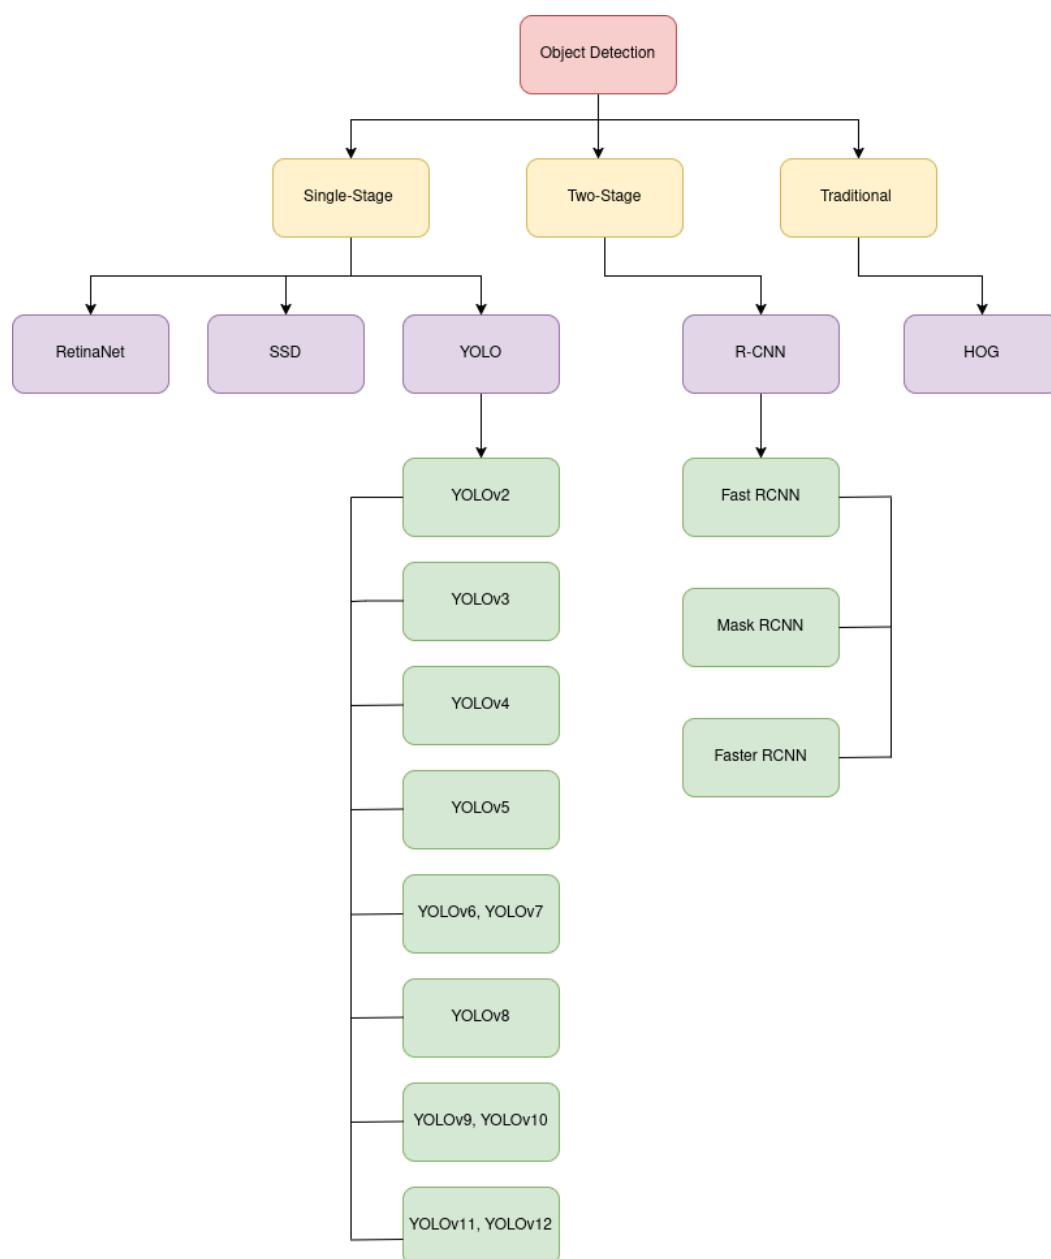 Object Detection
Single-Stage
Two-Stage
Traditional
RetinaNet
SSD
YOLO
R-CNN
HOG
YOLOv2
Fast RCNN
YOLOv3
Mask RCNN
YOLOv4
Faster RCNN
YOLOv5
YOLOv6, YOLOv7
YOLOv8
YOLOv9, YOLOv10
YOLOv11, YOLOv12